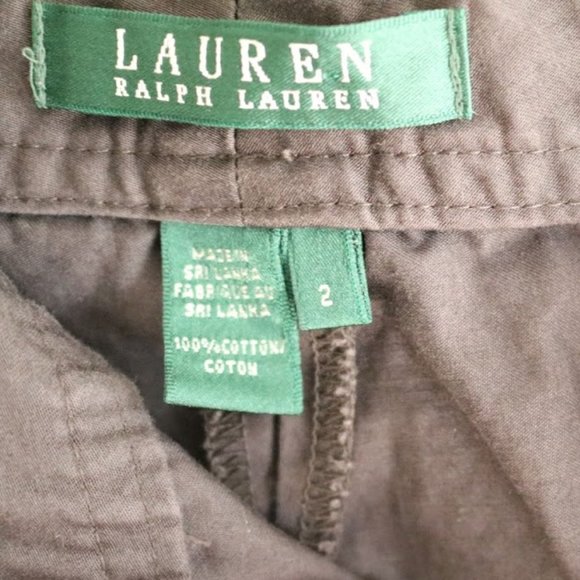 LAUREN
RALPH LAUREN
MADE IN
SRI LANKA
FABRIQUE AU
SRI LANKA
100%COTTON/
COTON
2